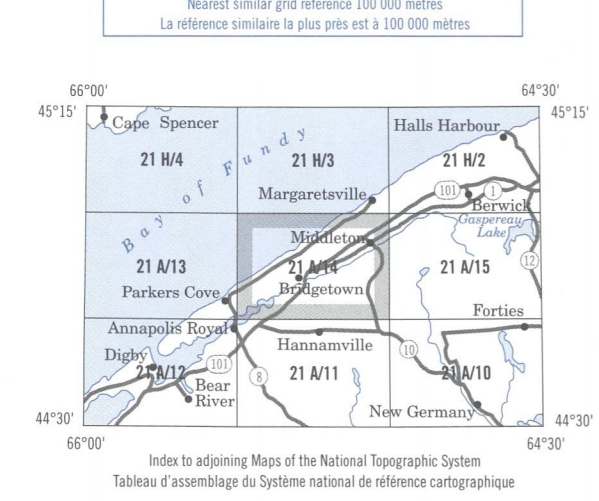 Nearest similar grid reference 100 000 metres
La référence similaire la plus près est à 100 000 mètres
66°00'
64°30'
45°15'
45°15'
Cape Spencer
Halls Harbour
21 H/4
21 H/3
21 H/2
Bay of Fundy
101
1
Margaretsville
Berwick
Gaspereau
Lake
Middleton
21 A/13
21 A/14
21 A/15
12
Bridgetown
Parkers Cove
Forties
Annapolis Royal
Hannamville
10
Digby
101
21 A/12
8
21 A/11
21 A/10
Bear
River
New Germany
44°30'
44°30'
66°00'
64°30'
Index to adjoining Maps of the National Topographic System
Tableau d'assemblage du Système national de référence cartographique